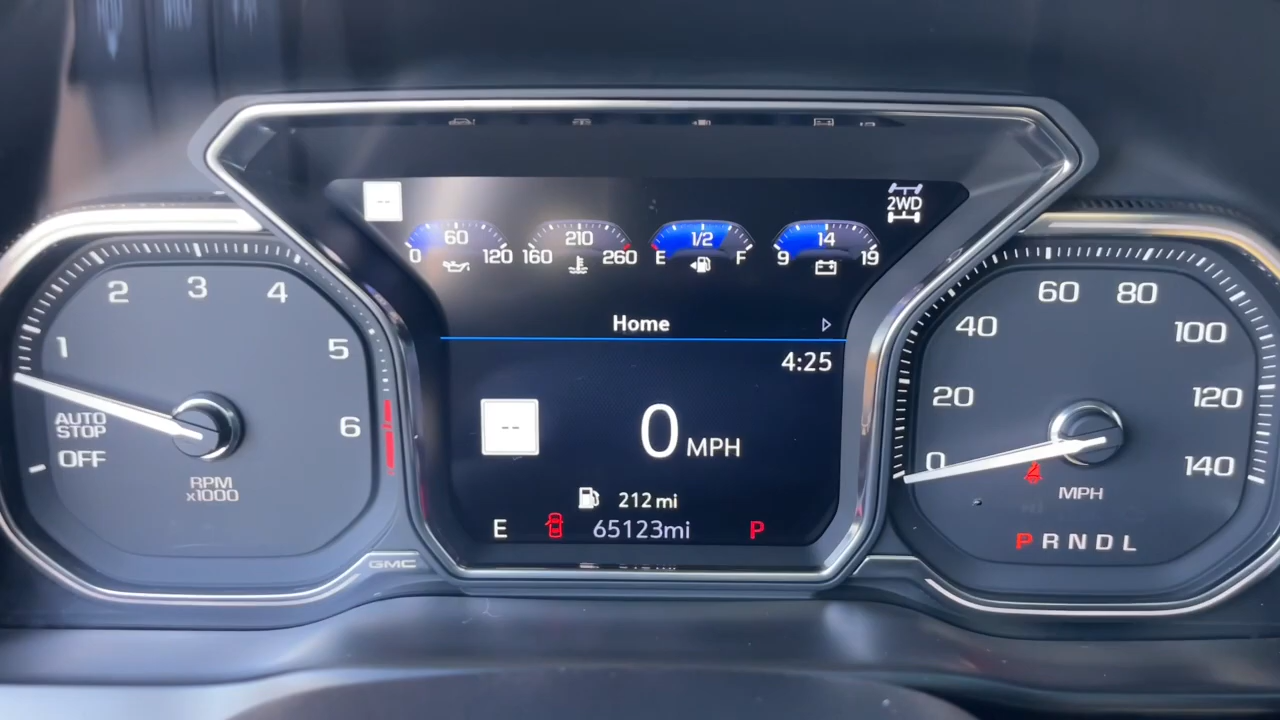 --
2WD
60
0 120
210
160 260
1/2
E F
14
9 19
Home
4:25
--
0 MPH
212 mi
E 65123mi P
1 2 3 4 5 6
AUTO
STOP
OFF
RPM
x1000
GMC
0 20 40 60 80 100 120 140
MPH
P R N D L